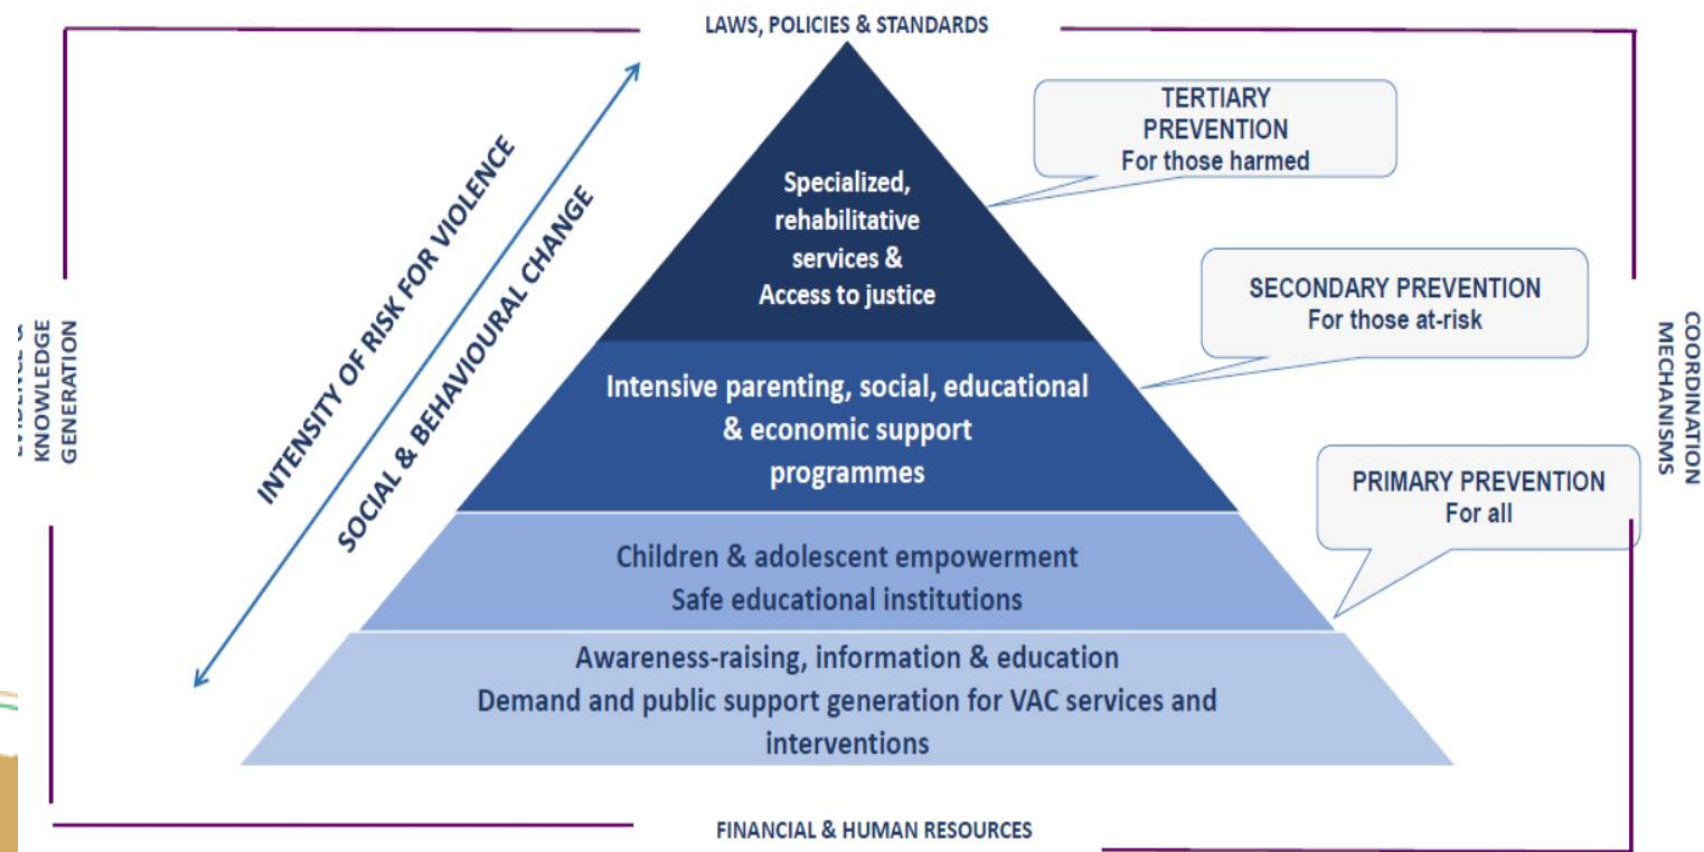 LAWS, POLICIES & STANDARDS
TERTIARY
PREVENTION
For those harmed
Specialized,
rehabilitative
services &
Access to justice
INTENSITY OF RISK FOR VIOLENCE
SOCIAL & BEHAVIOURAL CHANGE
SECONDARY PREVENTION
For those at-risk
KNOWLEDGE
GENERATION
COORDINATION
MECHANISMS
Intensive parenting, social, educational
& economic support
programmes
PRIMARY PREVENTION
For all
Children & adolescent empowerment
Safe educational institutions
Awareness-raising, information & education
Demand and public support generation for VAC services and
interventions
FINANCIAL & HUMAN RESOURCES